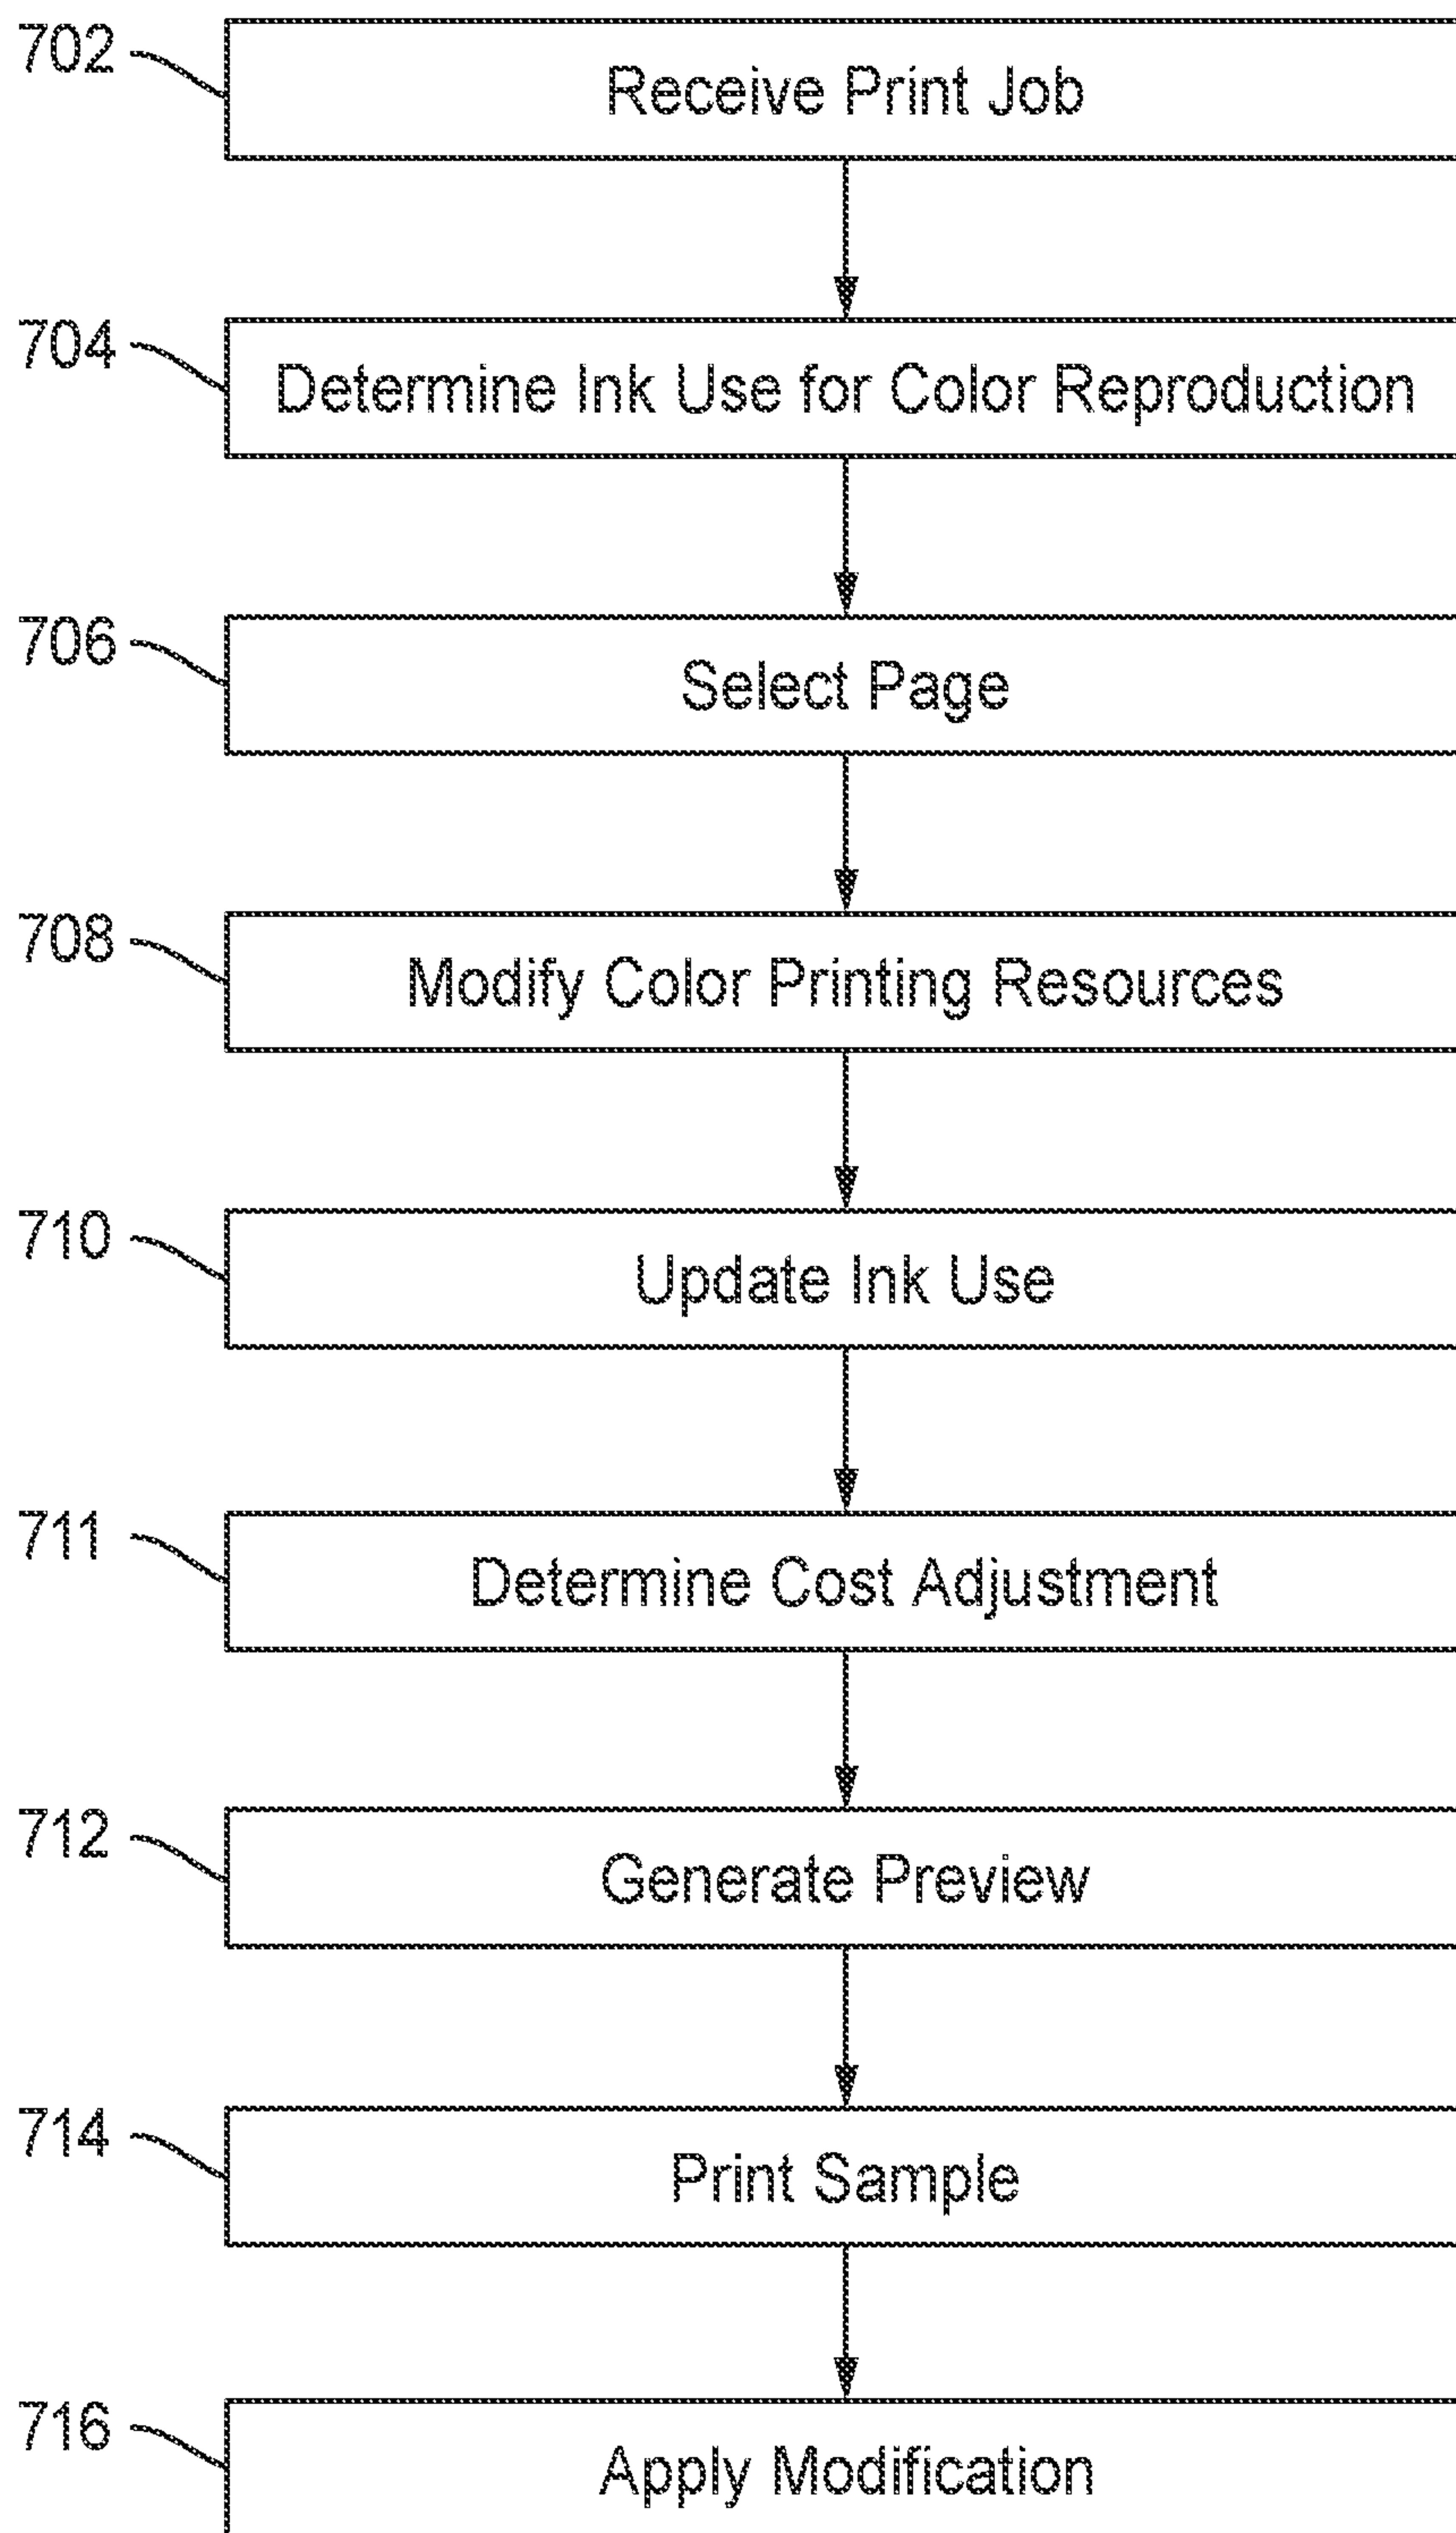 702
Receive Print Job
704
Determine Ink Use for Color Reproduction
706
Select Page
708
Modify Color Printing Resources
710
Update Ink Use
711
Determine Cost Adjustment
712
Generate Preview
714
Print Sample
716
Apply Modification